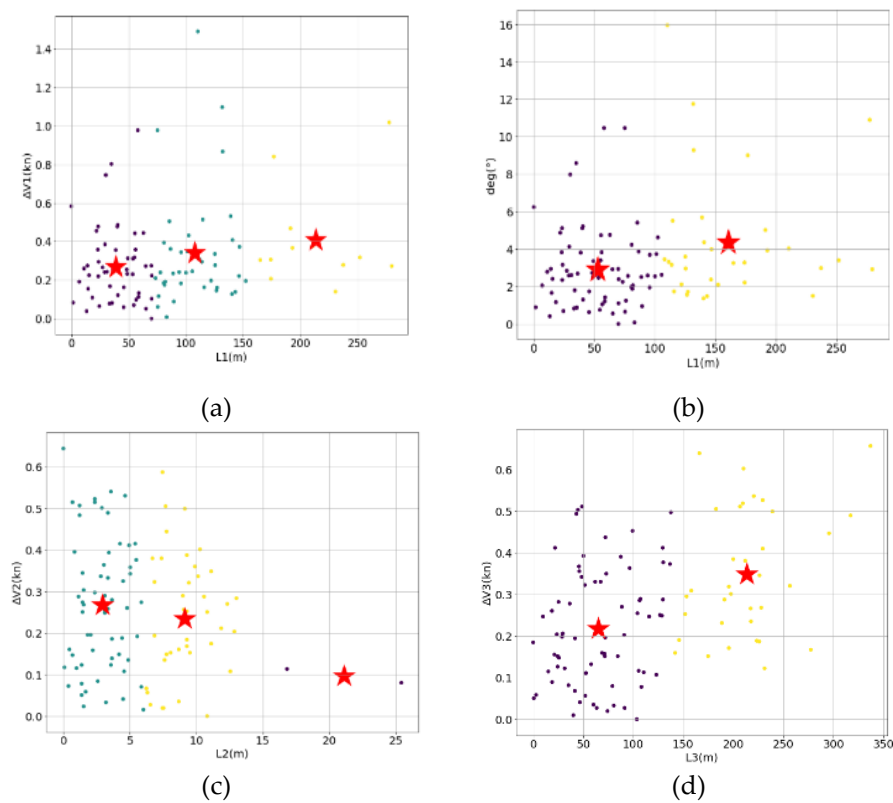 1.4
1.2
1.0
0.8
0.6
0.4
0.2
0.0
ΔV1(kn)
0 50 100 150 200 250
L1(m)
(a)
16
14
12
10
8
6
4
2
0
deg(°)
0 50 100 150 200 250
L1(m)
(b)
0.6
0.5
0.4
0.3
0.2
0.1
0.0
ΔV2(kn)
0 5 10 15 20 25
L2(m)
(c)
0.6
0.5
0.4
0.3
0.2
0.1
0.0
ΔV3(kn)
0 50 100 150 200 250 300 350
L3(m)
(d)